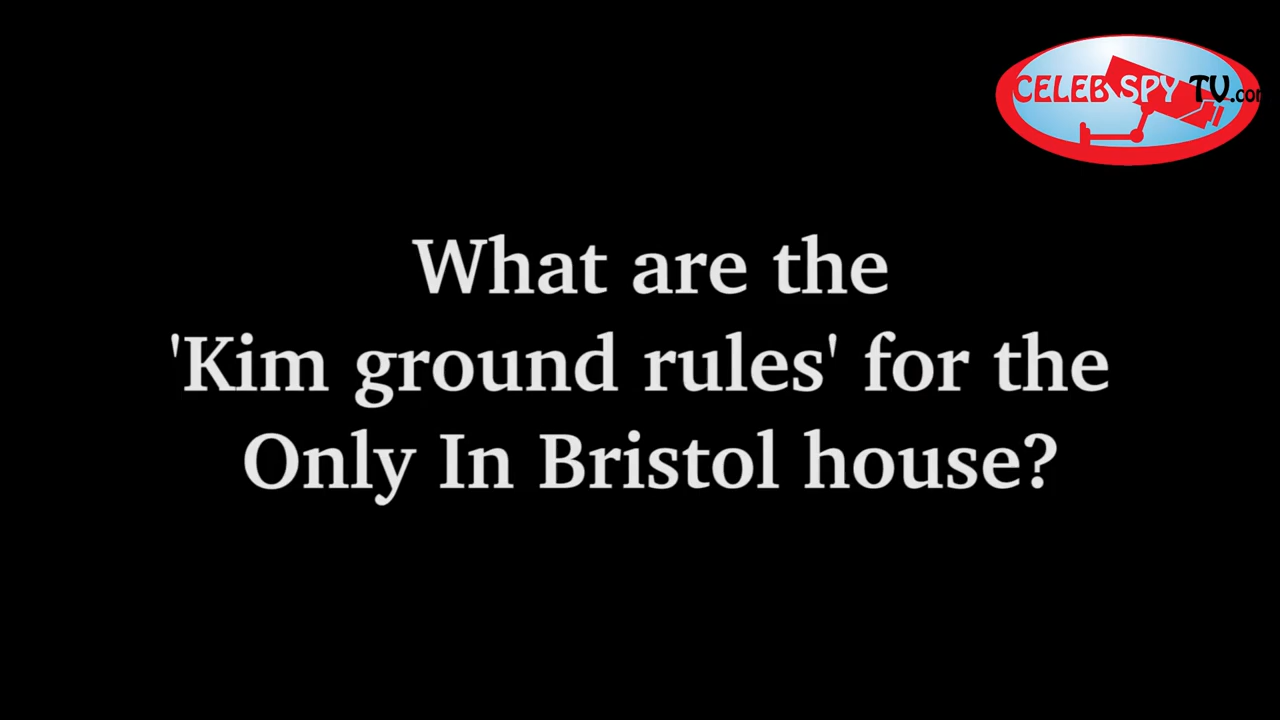 CELEB SPY TV.com
What are the
'Kim ground rules' for the
Only In Bristol house?